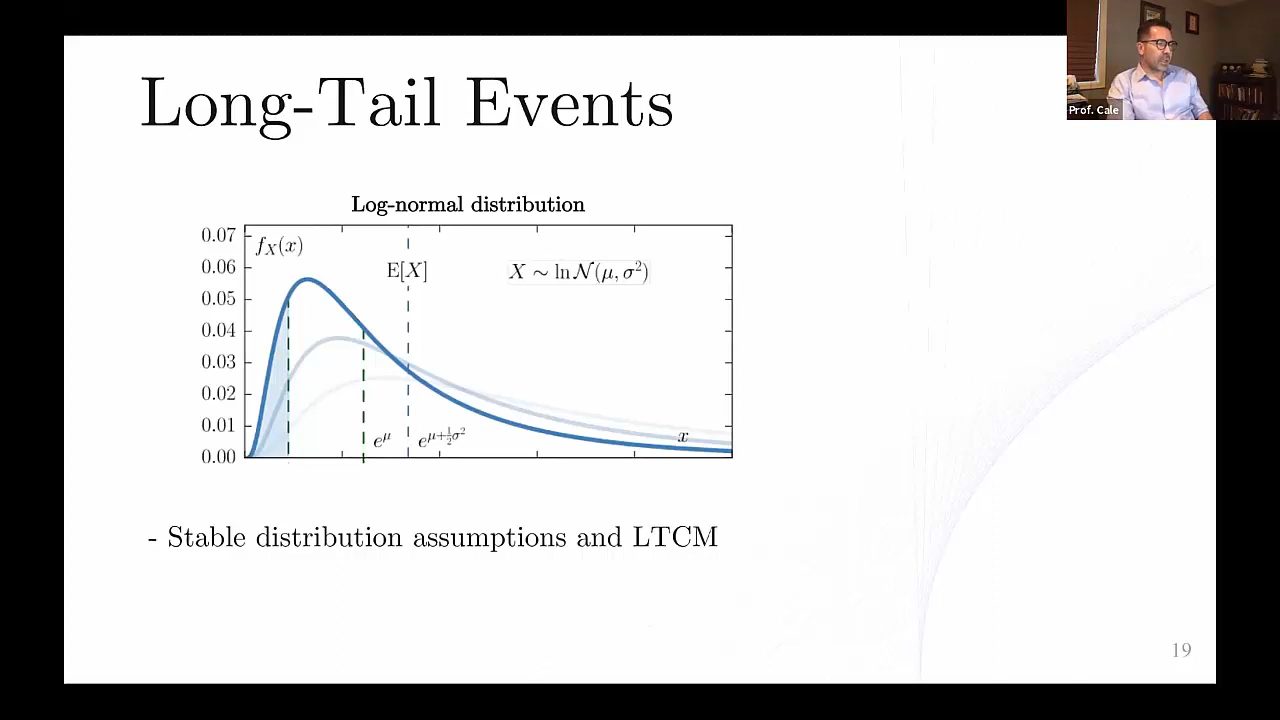 Prof. Cale
Long-Tail Events
Log-normal distribution
0.07
0.06
0.05
0.04
0.03
0.02
0.01
0.00
f_X(x)
E[X]
X ∼ ln 𝒩(μ, σ²)
e^μ
e^{μ+½σ²}
x
- Stable distribution assumptions and LTCM
19